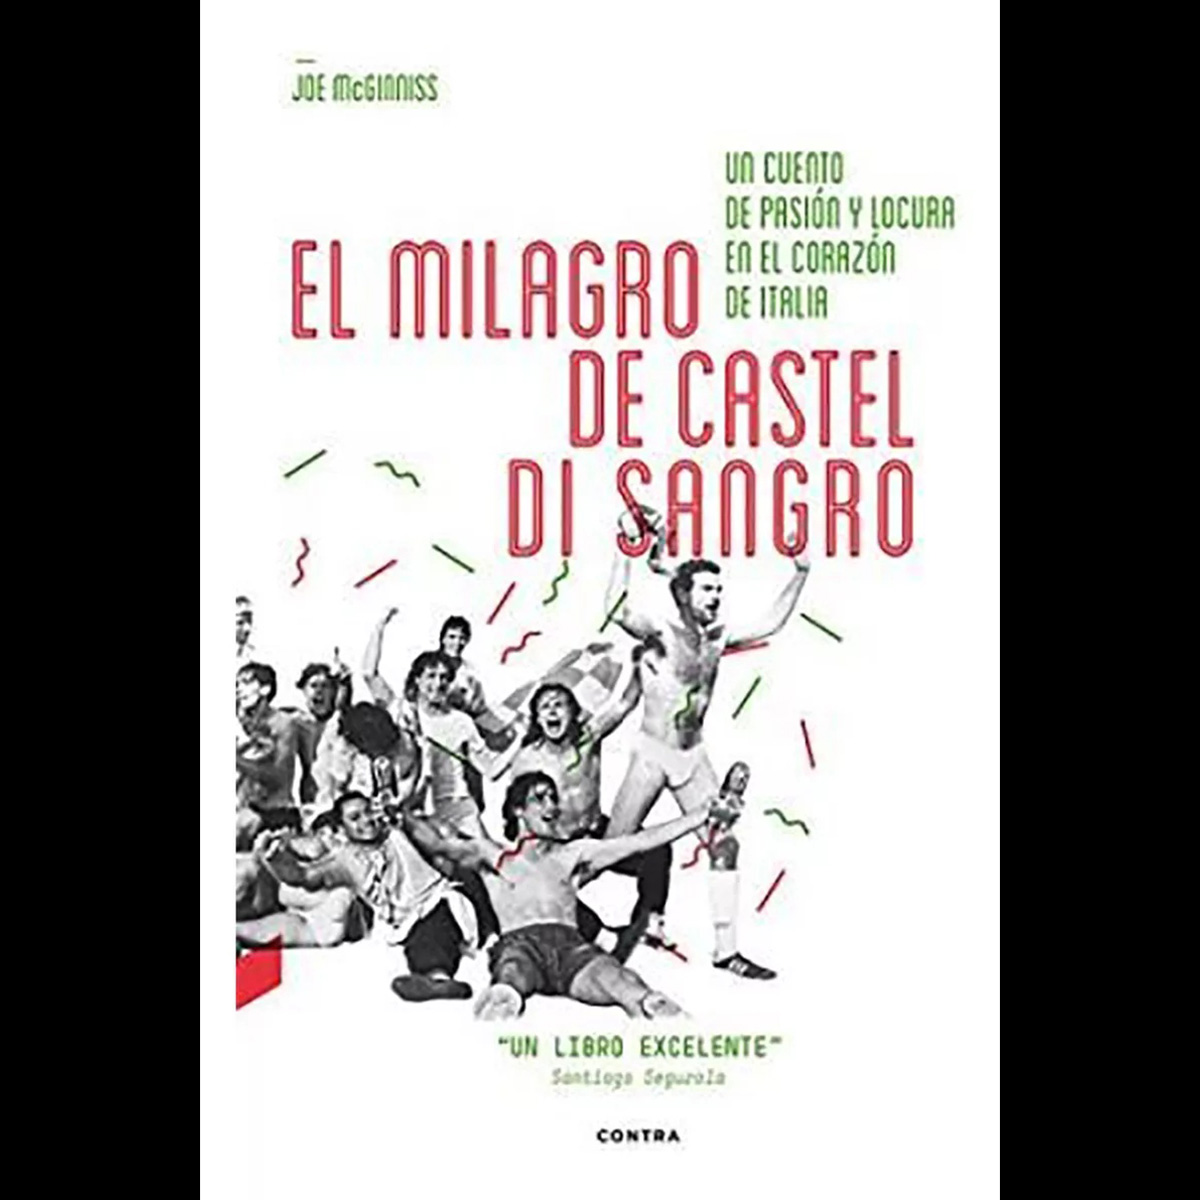 JOE McGINNISS
UN CUENTO
DE PASIÓN Y LOCURA
EN EL CORAZÓN
DE ITALIA
EL MILAGRO
DE CASTEL
DI SANGRO
"UN LIBRO EXCELENTE"
Santiago Segurola
CONTRA